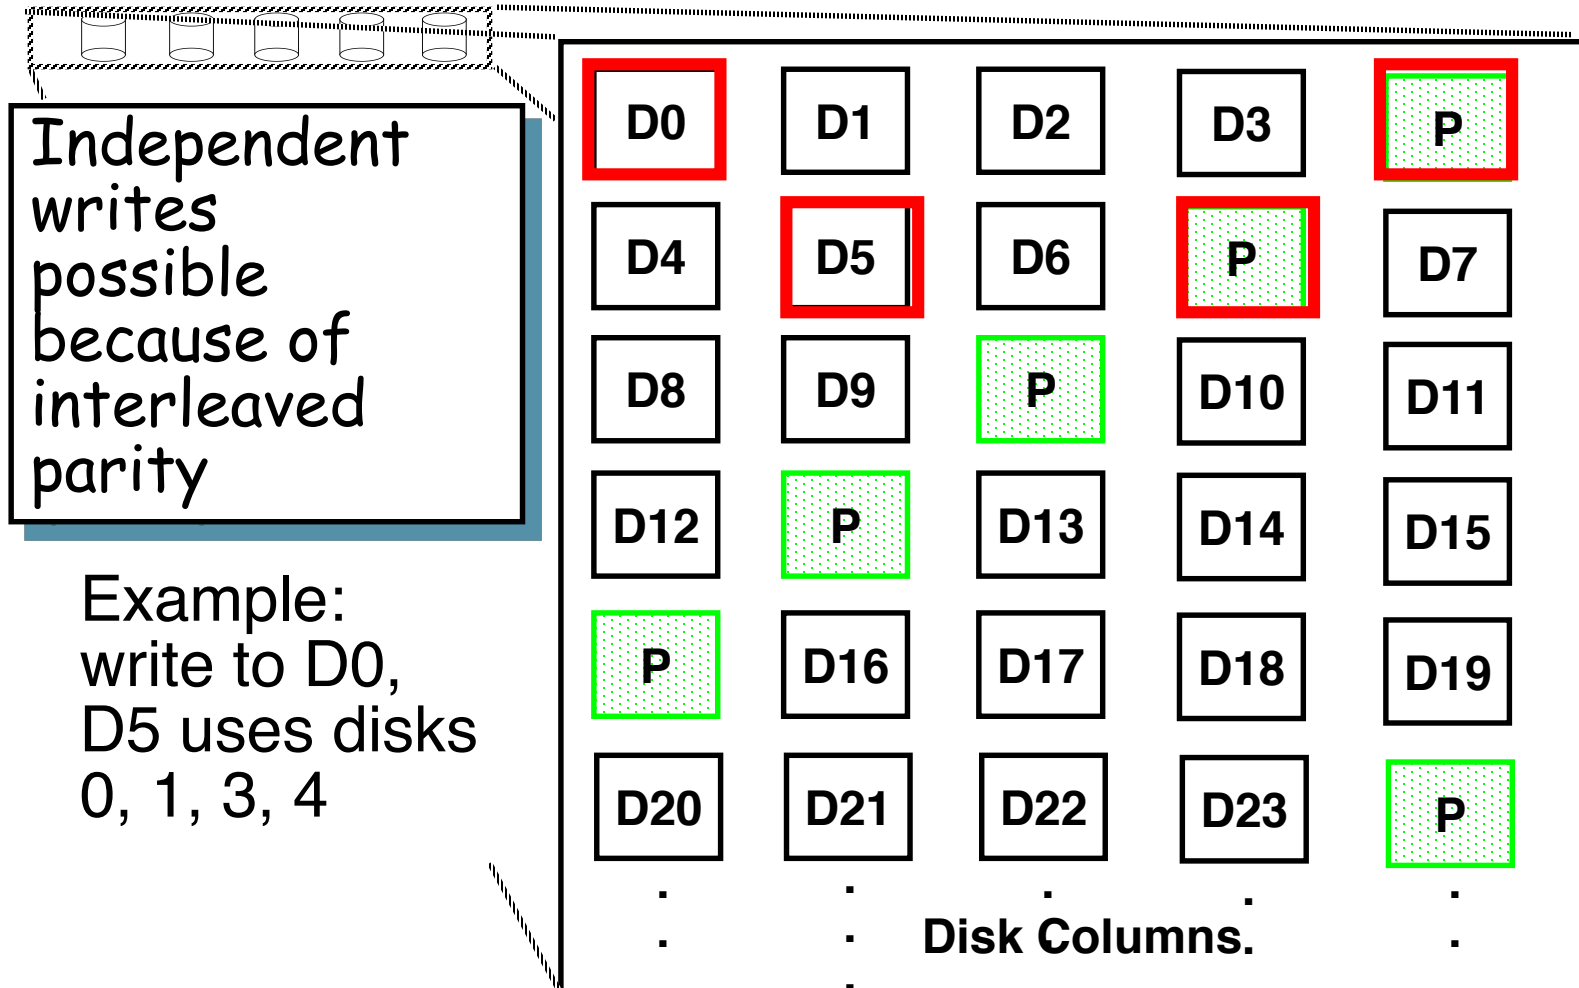 Independent
writes
possible
because of
interleaved
parity
Example:
write to D0,
D5 uses disks
0, 1, 3, 4
D0 D1 D2 D3 P
D4 D5 D6 P D7
D8 D9 P D10 D11
D12 P D13 D14 D15
P D16 D17 D18 D19
D20 D21 D22 D23 P
. . . . .
. . Disk Columns. .
.